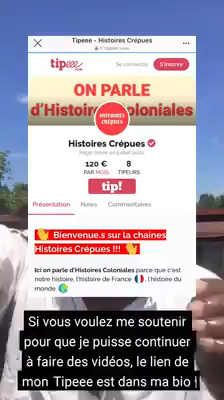 Tipeee - Histoires Crêpues
fr.tipeee.com
tipeee
Se connecter
S'inscrire
ON PARLE
d'Histoires Coloniales
HISTOIRES
CRÉPUES
Histoires Crépues
Page créée en juillet 2020
120 € 8
PAR MOIS TIPEURS
tip!
Présentation News Commentaires
Bienvenue.s sur la chaines
Histoires Crépues !!!
Ici on parle d'Histoires Coloniales parce que c'est
notre histoire, l'histoire de France , l'histoire du
monde
Si vous voulez me soutenir
pour que je puisse continuer
à faire des vidéos, le lien de
mon Tipeee est dans ma bio !